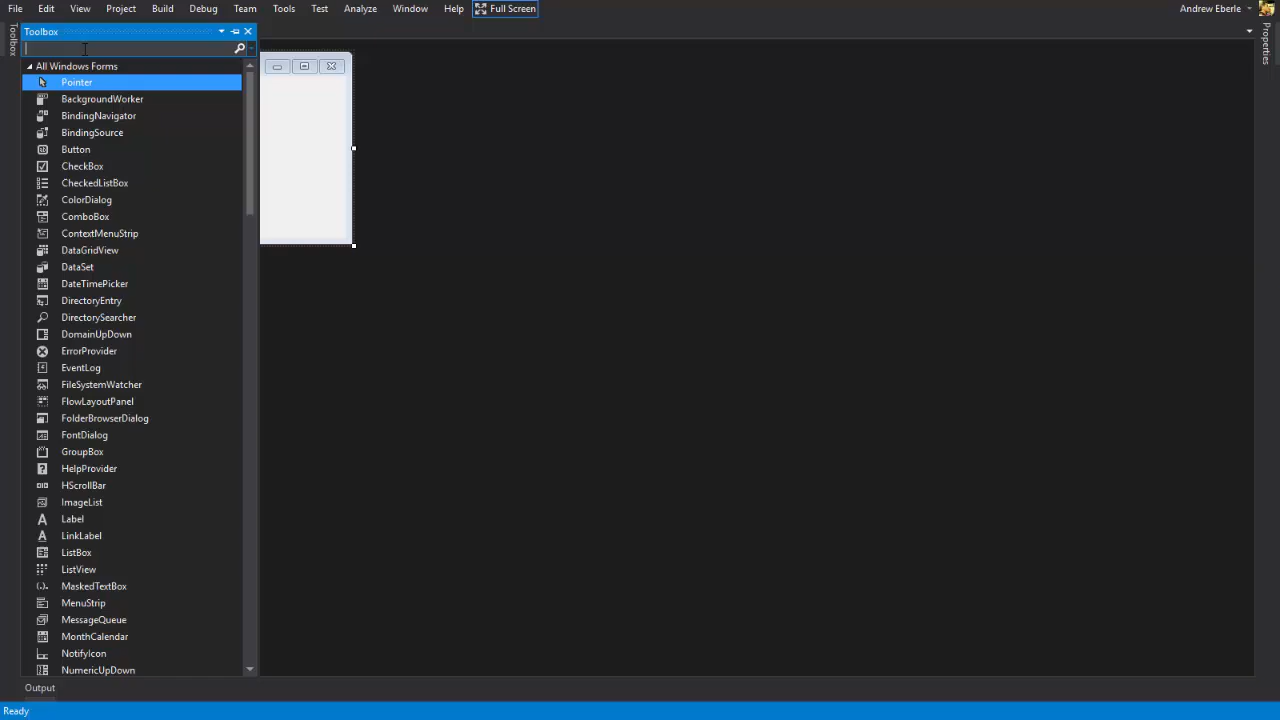 File Edit View Project Build Debug Team Tools Test Analyze Window Help Full Screen Andrew Eberle
Toolbox
Toolbox
Properties
All Windows Forms
Pointer
BackgroundWorker
BindingNavigator
BindingSource
Button
CheckBox
CheckedListBox
ColorDialog
ComboBox
ContextMenuStrip
DataGridView
DataSet
DateTimePicker
DirectoryEntry
DirectorySearcher
DomainUpDown
ErrorProvider
EventLog
FileSystemWatcher
FlowLayoutPanel
FolderBrowserDialog
FontDialog
GroupBox
HelpProvider
HScrollBar
ImageList
Label
LinkLabel
ListBox
ListView
MaskedTextBox
MenuStrip
MessageQueue
MonthCalendar
NotifyIcon
NumericUpDown
Output
Ready